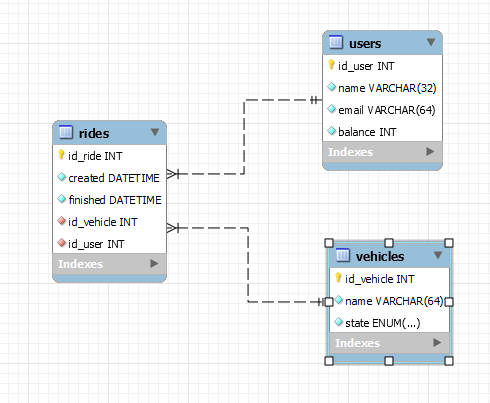 users
id_user INT
name VARCHAR(32)
email VARCHAR(64)
balance INT
Indexes
rides
id_ride INT
created DATETIME
finished DATETIME
id_vehicle INT
id_user INT
Indexes
vehicles
id_vehicle INT
name VARCHAR(64)
state ENUM(...)
Indexes